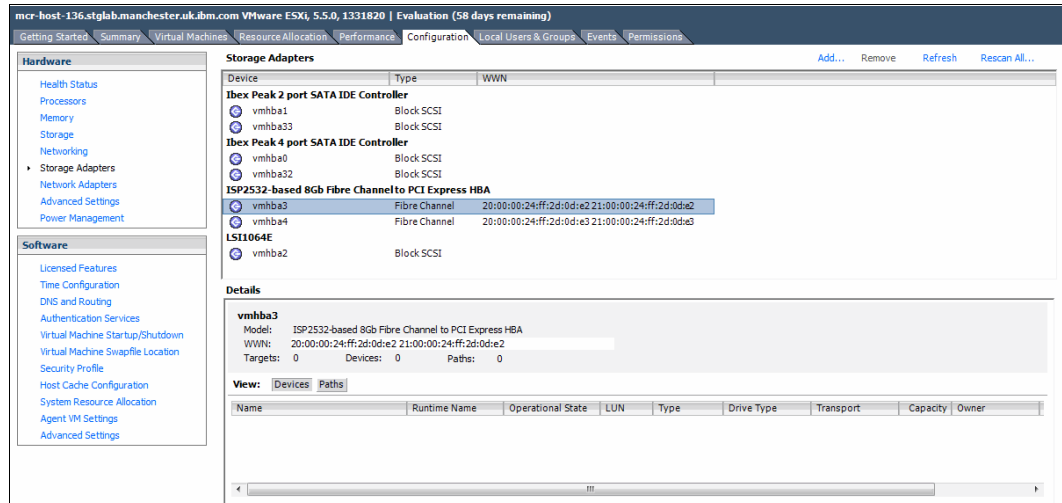 mcr-host-136.stglab.manchester.uk.ibm.com VMware ESXi, 5.5.0, 1331820 | Evaluation (58 days remaining)
Getting Started Summary Virtual Machines Resource Allocation Performance Configuration Local Users & Groups Events Permissions
Hardware
Health Status
Processors
Memory
Storage
Networking
Storage Adapters
Network Adapters
Advanced Settings
Power Management
Software
Licensed Features
Time Configuration
DNS and Routing
Authentication Services
Virtual Machine Startup/Shutdown
Virtual Machine Swapfile Location
Security Profile
Host Cache Configuration
System Resource Allocation
Agent VM Settings
Advanced Settings
Storage Adapters Add... Remove Refresh Rescan All...
Device Type WWN
Ibex Peak 2 port SATA IDE Controller
vmhba1 Block SCSI
vmhba33 Block SCSI
Ibex Peak 4 port SATA IDE Controller
vmhba0 Block SCSI
vmhba32 Block SCSI
ISP2532-based 8Gb Fibre Channel to PCI Express HBA
vmhba3 Fibre Channel 20:00:00:24:ff:2d:0d:e2 21:00:00:24:ff:2d:0d:e2
vmhba4 Fibre Channel 20:00:00:24:ff:2d:0d:e3 21:00:00:24:ff:2d:0d:e3
LSI1064E
vmhba2 Block SCSI
Details
vmhba3
Model: ISP2532-based 8Gb Fibre Channel to PCI Express HBA
WWN: 20:00:00:24:ff:2d:0d:e2 21:00:00:24:ff:2d:0d:e2
Targets: 0 Devices: 0 Paths: 0
View: Devices Paths
Name Runtime Name Operational State LUN Type Drive Type Transport Capacity Owner